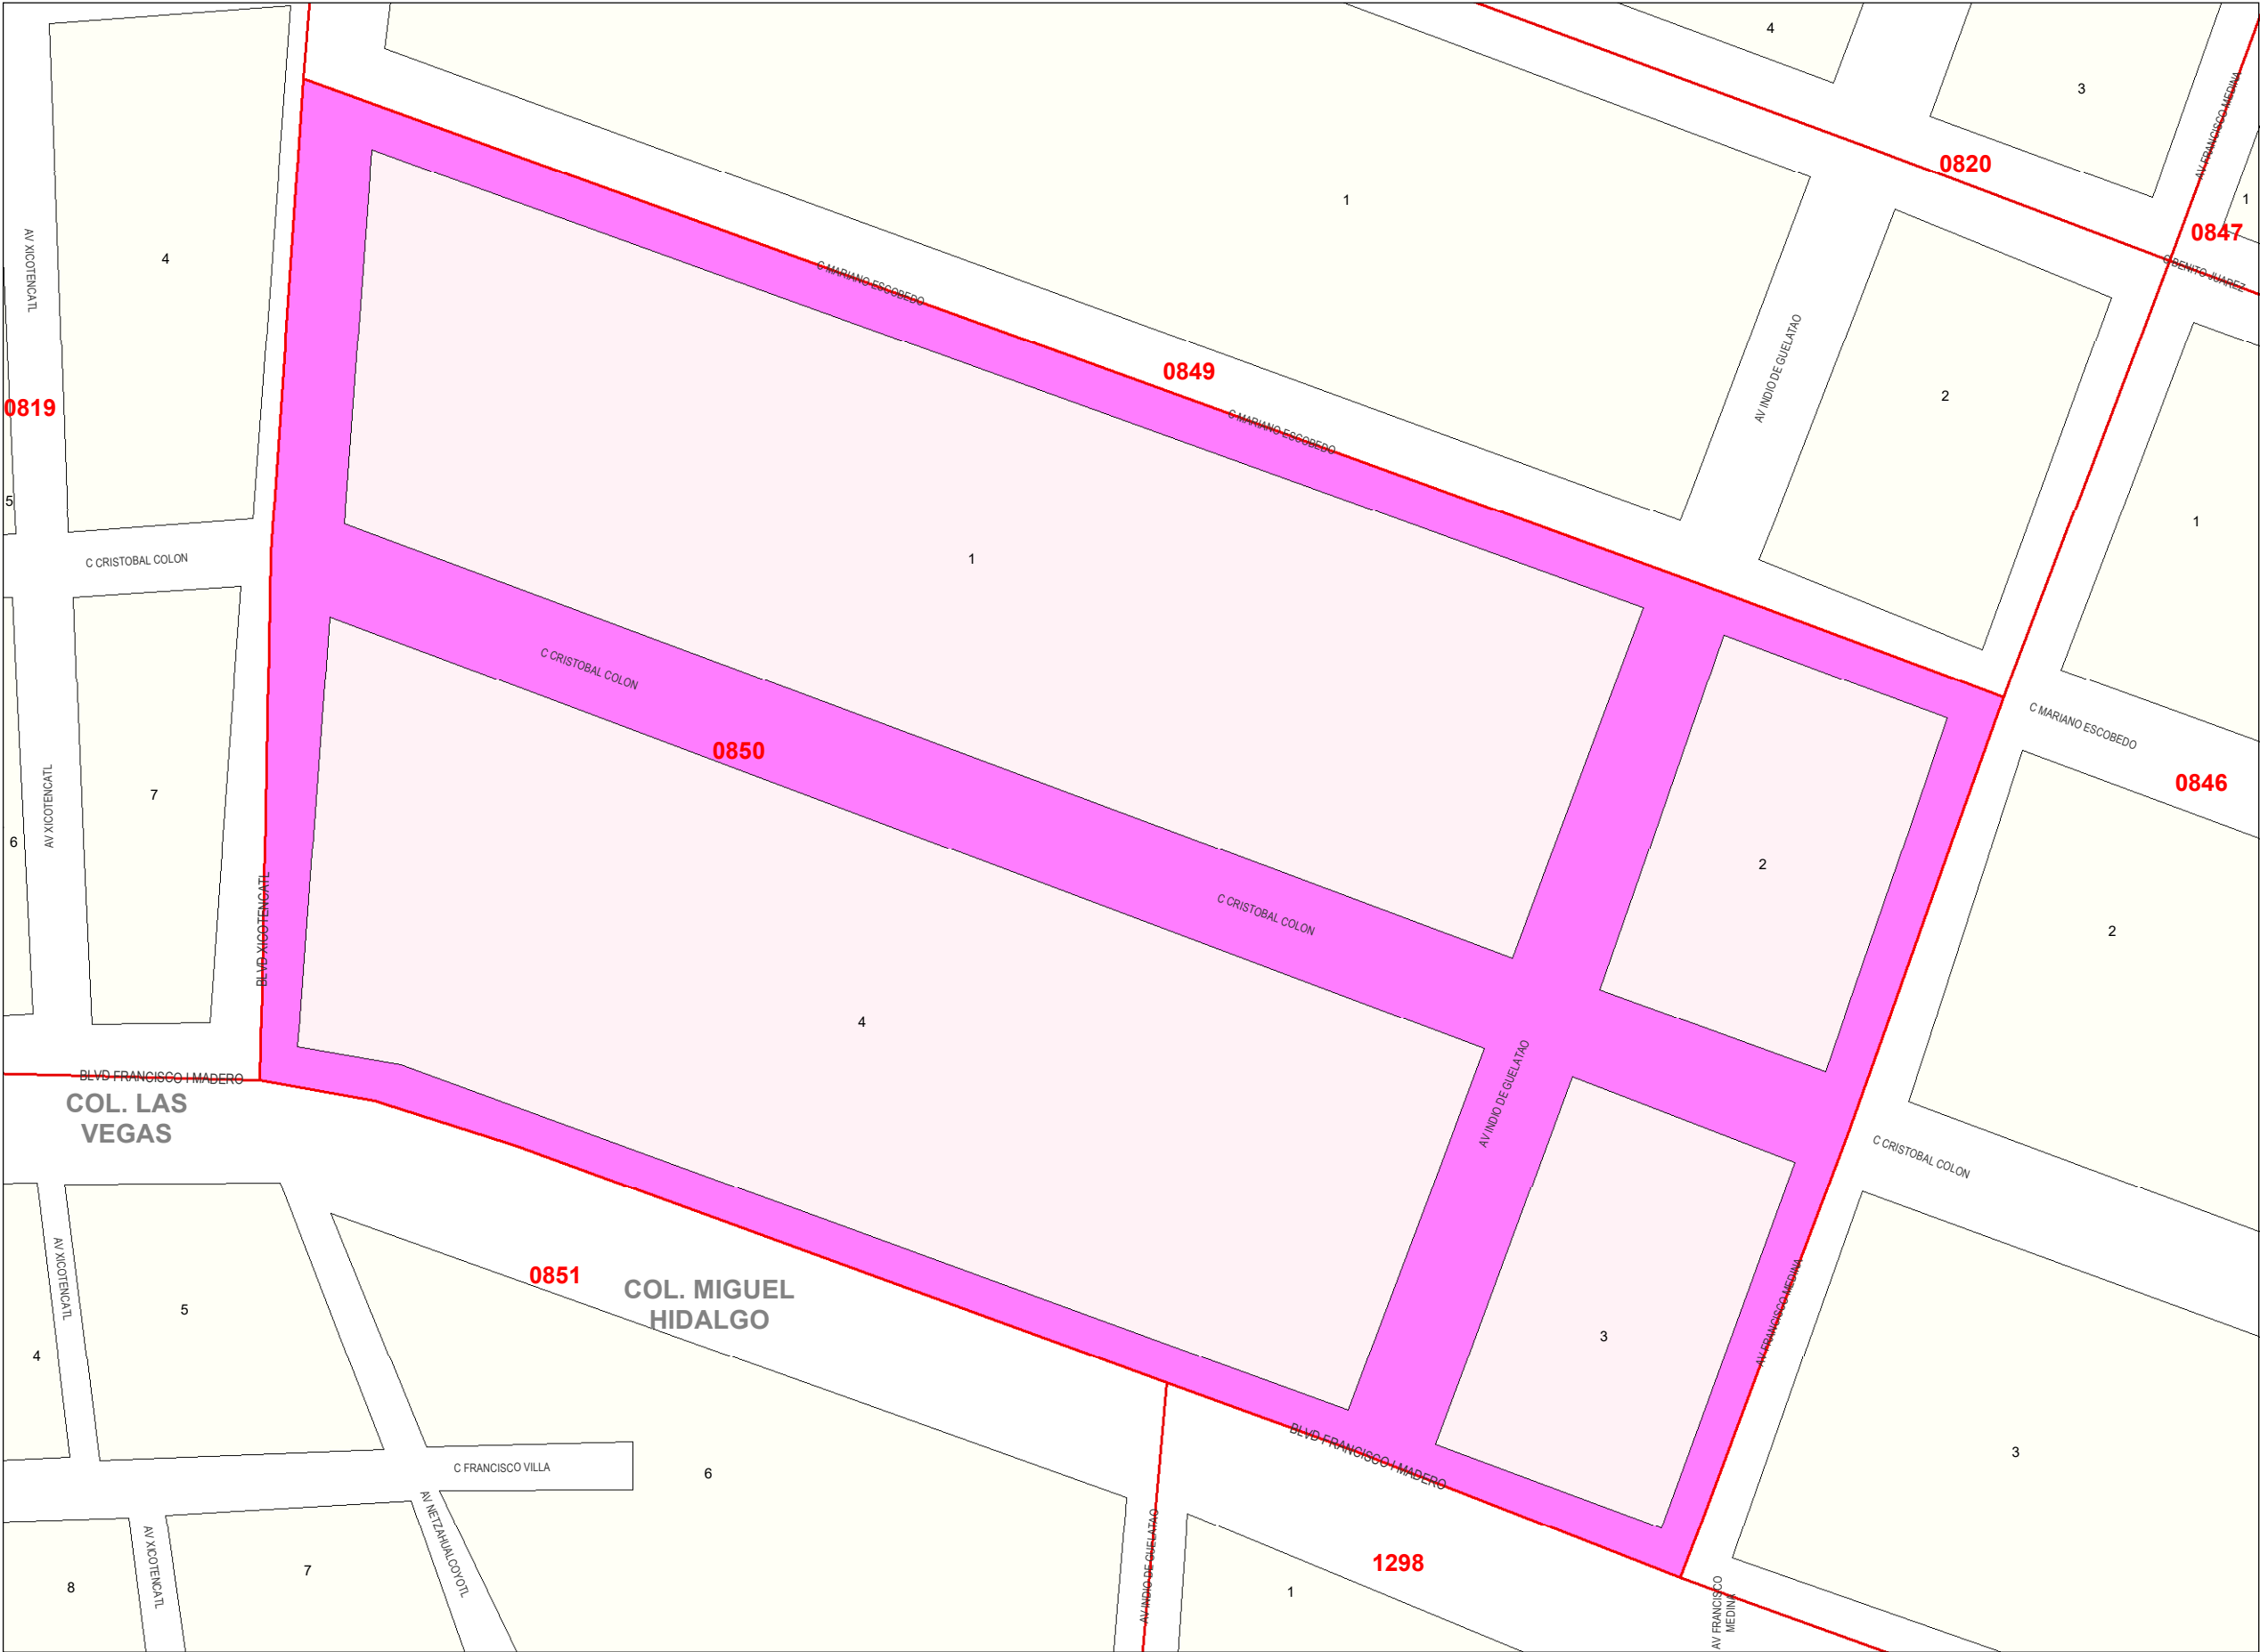 4
3
AV FRANCISCO MEDINA
0820
1
1
0847
C BENITO JUAREZ
AV XICOTENCATL
4
C MARIANO ESCOBEDO
0849
AV INDIO DE GUELATAO
2
0819
C MARIANO ESCOBEDO
5
1
C CRISTOBAL COLON
1
C CRISTOBAL COLON
0850
C MARIANO ESCOBEDO
0846
AV XICOTENCATL
7
6
2
BLVD XICOTENCATL
C CRISTOBAL COLON
2
4
AV INDIO DE GUELATAO
BLVD FRANCISCO I MADERO
COL. LAS
VEGAS
C CRISTOBAL COLON
AV XICOTENCATL
0851
COL. MIGUEL
HIDALGO
5
AV FRANCISCO MEDINA
4
3
BLVD FRANCISCO I MADERO
C FRANCISCO VILLA
6
3
AV NETZAHUALCOYOTL
AV XICOTENCATL
AV INDIO DE GUELATAO
1298
7
8
1
AV FRANCISCO
MEDINA